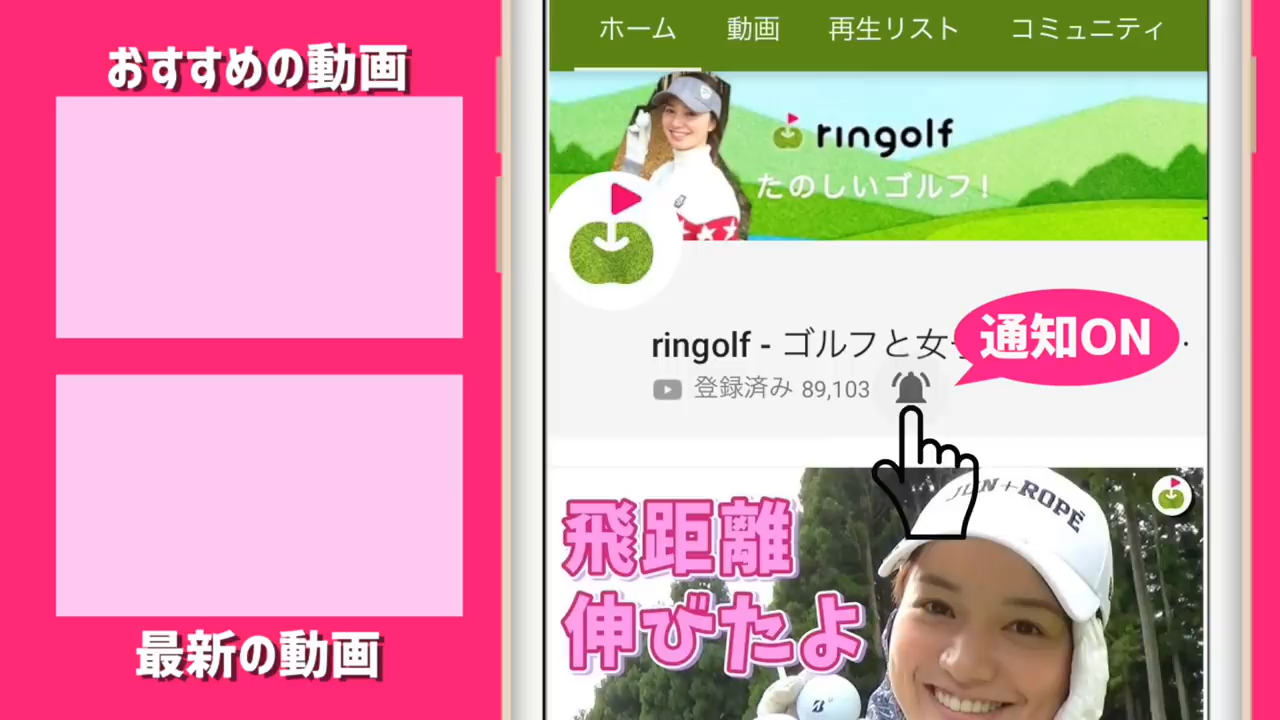 おすすめの動画
最新の動画
ホーム 動画 再生リスト コミュニティ
ringolf
たのしいゴルフ!
ringolf - ゴルフと女
通知ON
登録済み 89,103
JUN+ROPÉ
飛距離
伸びたよ
B